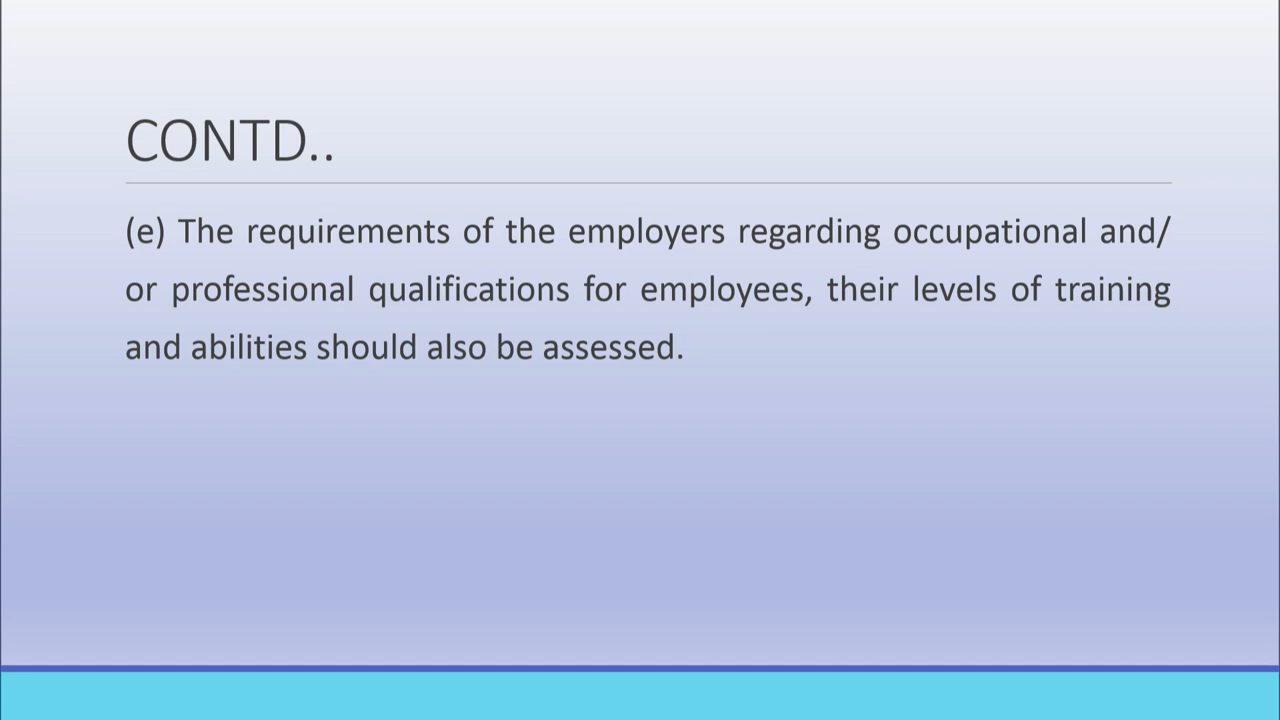 CONTD..
(e) The requirements of the employers regarding occupational and/
or professional qualifications for employees, their levels of training
and abilities should also be assessed.